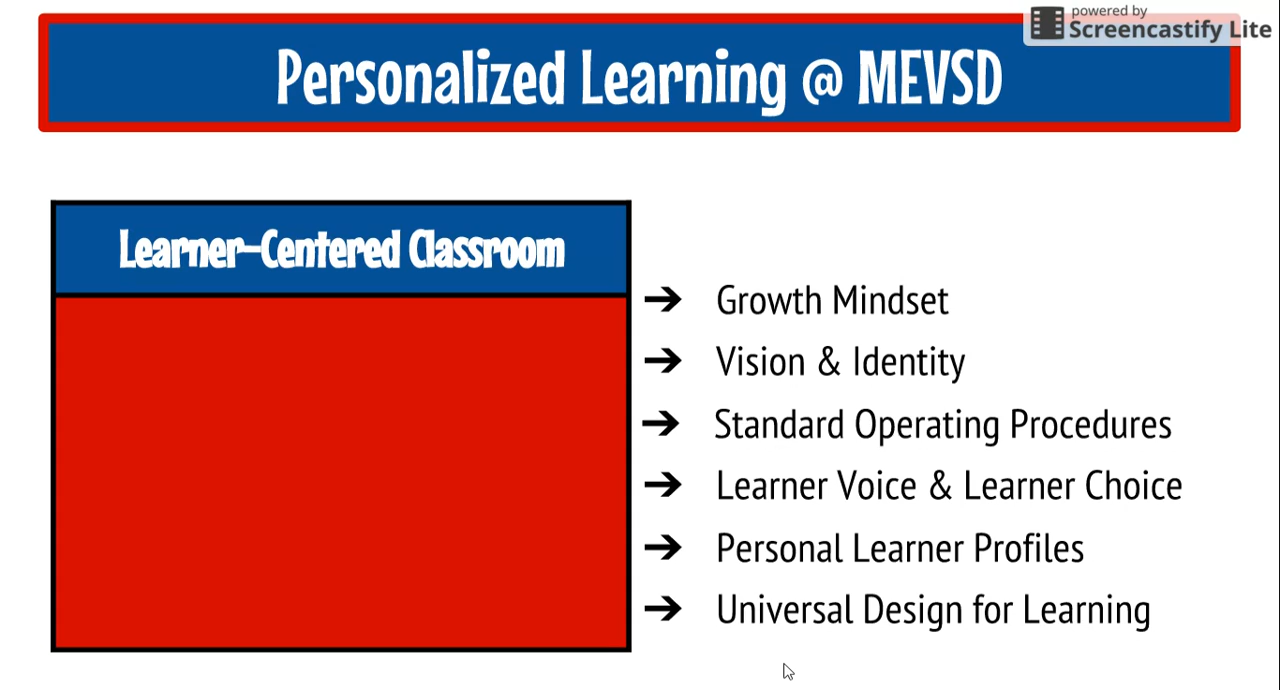 powered by
Screencastify Lite
Personalized Learning @ MEVSD
Learner-Centered Classroom
➔ Growth Mindset
➔ Vision & Identity
➔ Standard Operating Procedures
➔ Learner Voice & Learner Choice
➔ Personal Learner Profiles
➔ Universal Design for Learning